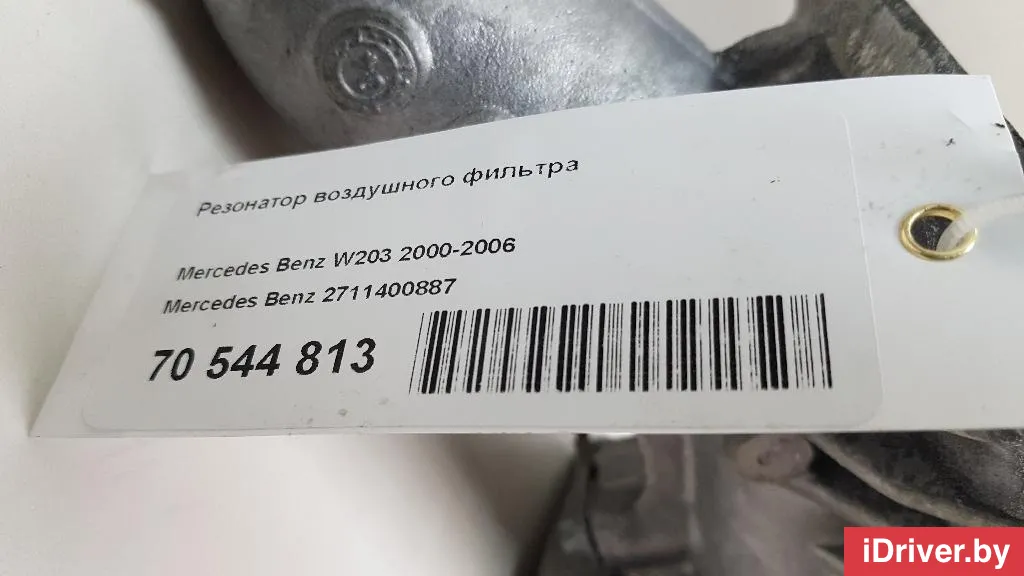 Резонатор воздушного фильтра
Mercedes Benz W203 2000-2006
Mercedes Benz 2711400887
70 544 813
iDriver.by